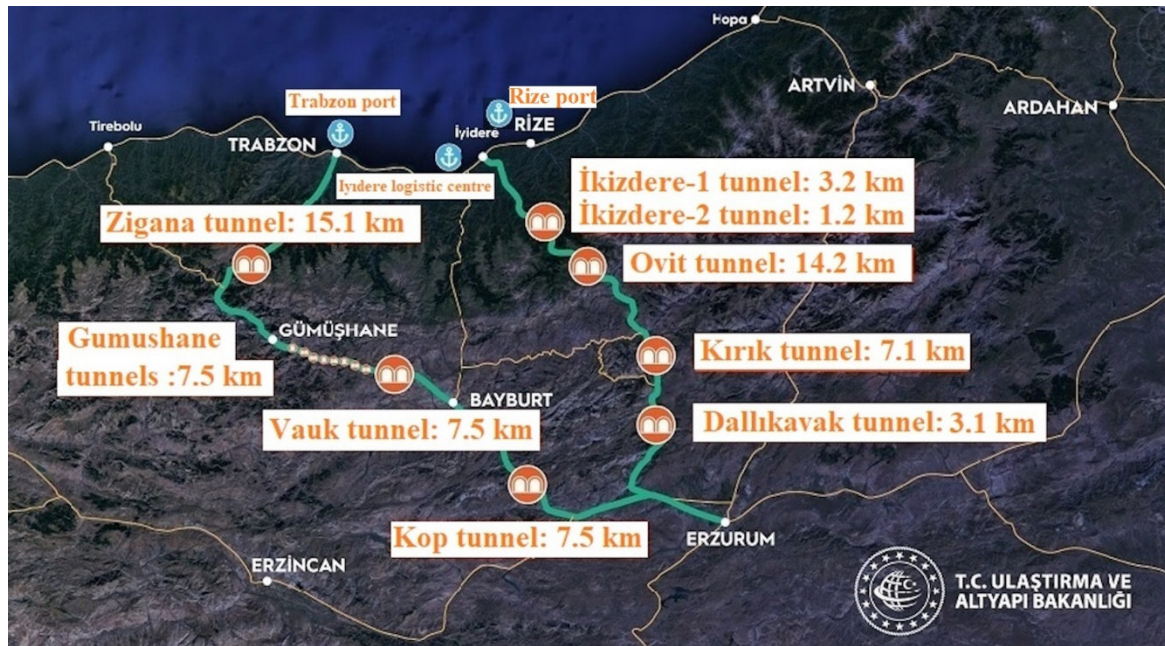 Hopa
ARTVİN
ARDAHAN
Trabzon port
Rize port
Tirebolu
TRABZON
İyidere
RİZE
Iyıdere logistic centre
İkizdere-1 tunnel: 3.2 km
İkizdere-2 tunnel: 1.2 km
Zigana tunnel: 15.1 km
Ovit tunnel: 14.2 km
GÜMÜŞHANE
Gumushane
tunnels :7.5 km
Kırık tunnel: 7.1 km
BAYBURT
Vauk tunnel: 7.5 km
Dallıkavak tunnel: 3.1 km
Kop tunnel: 7.5 km
ERZURUM
ERZİNCAN
T.C. ULAŞTIRMA VE
ALTYAPI BAKANLIĞI